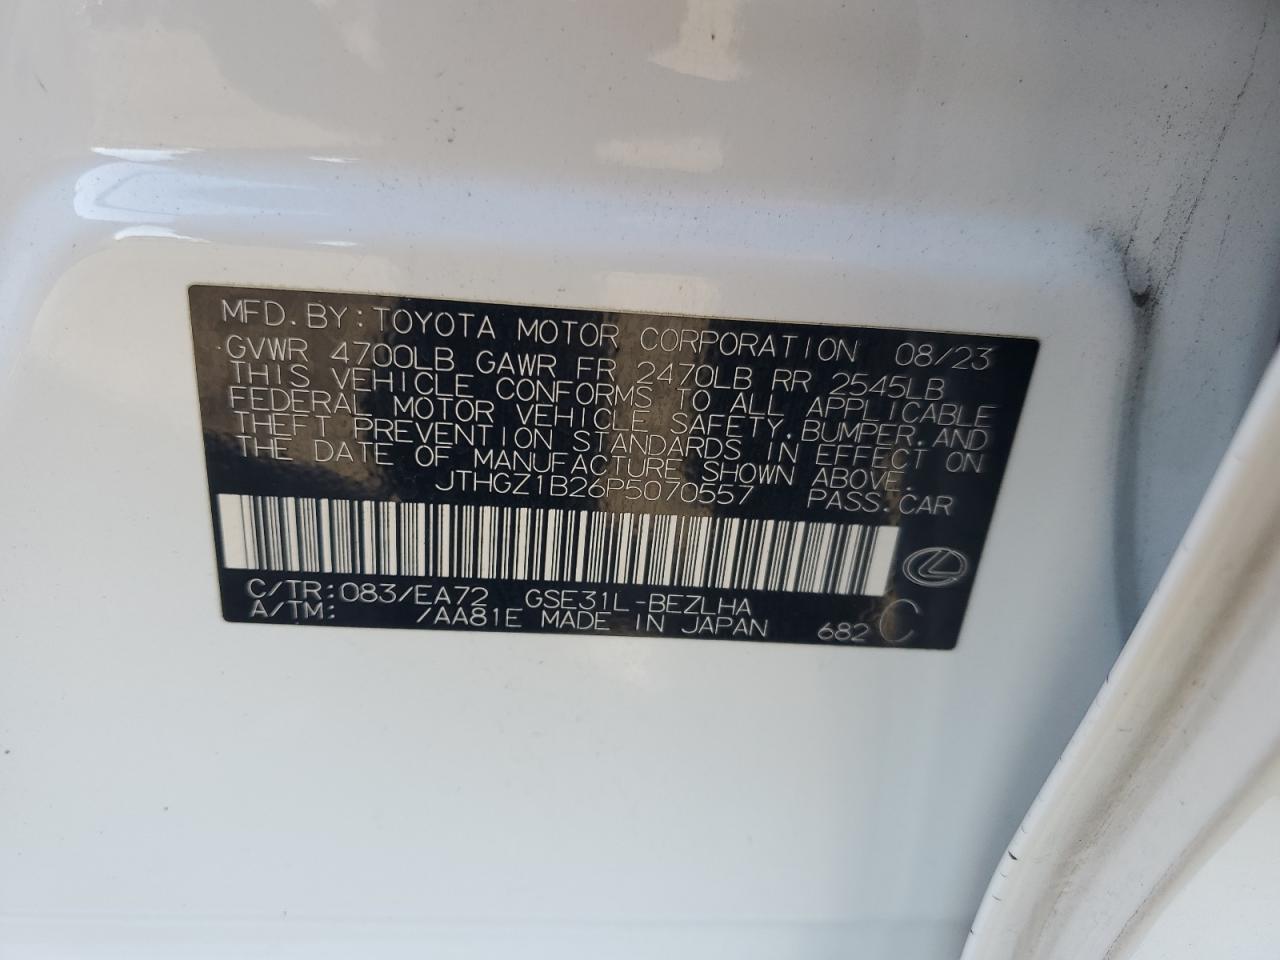 MFD. BY: TOYOTA MOTOR CORPORATION 08/23
GVWR 4700LB GAWR FR 2470LB RR 2545LB
THIS VEHICLE CONFORMS TO ALL APPLICABLE
FEDERAL MOTOR VEHICLE SAFETY, BUMPER, AND
THEFT PREVENTION STANDARDS IN EFFECT ON
THE DATE OF MANUFACTURE SHOWN ABOVE.
JTHGZ1B26P5070557 PASS. CAR
C/TR: 083/EA72 GSE31L-BEZLHA
A/TM: /AA81E MADE IN JAPAN 682 C